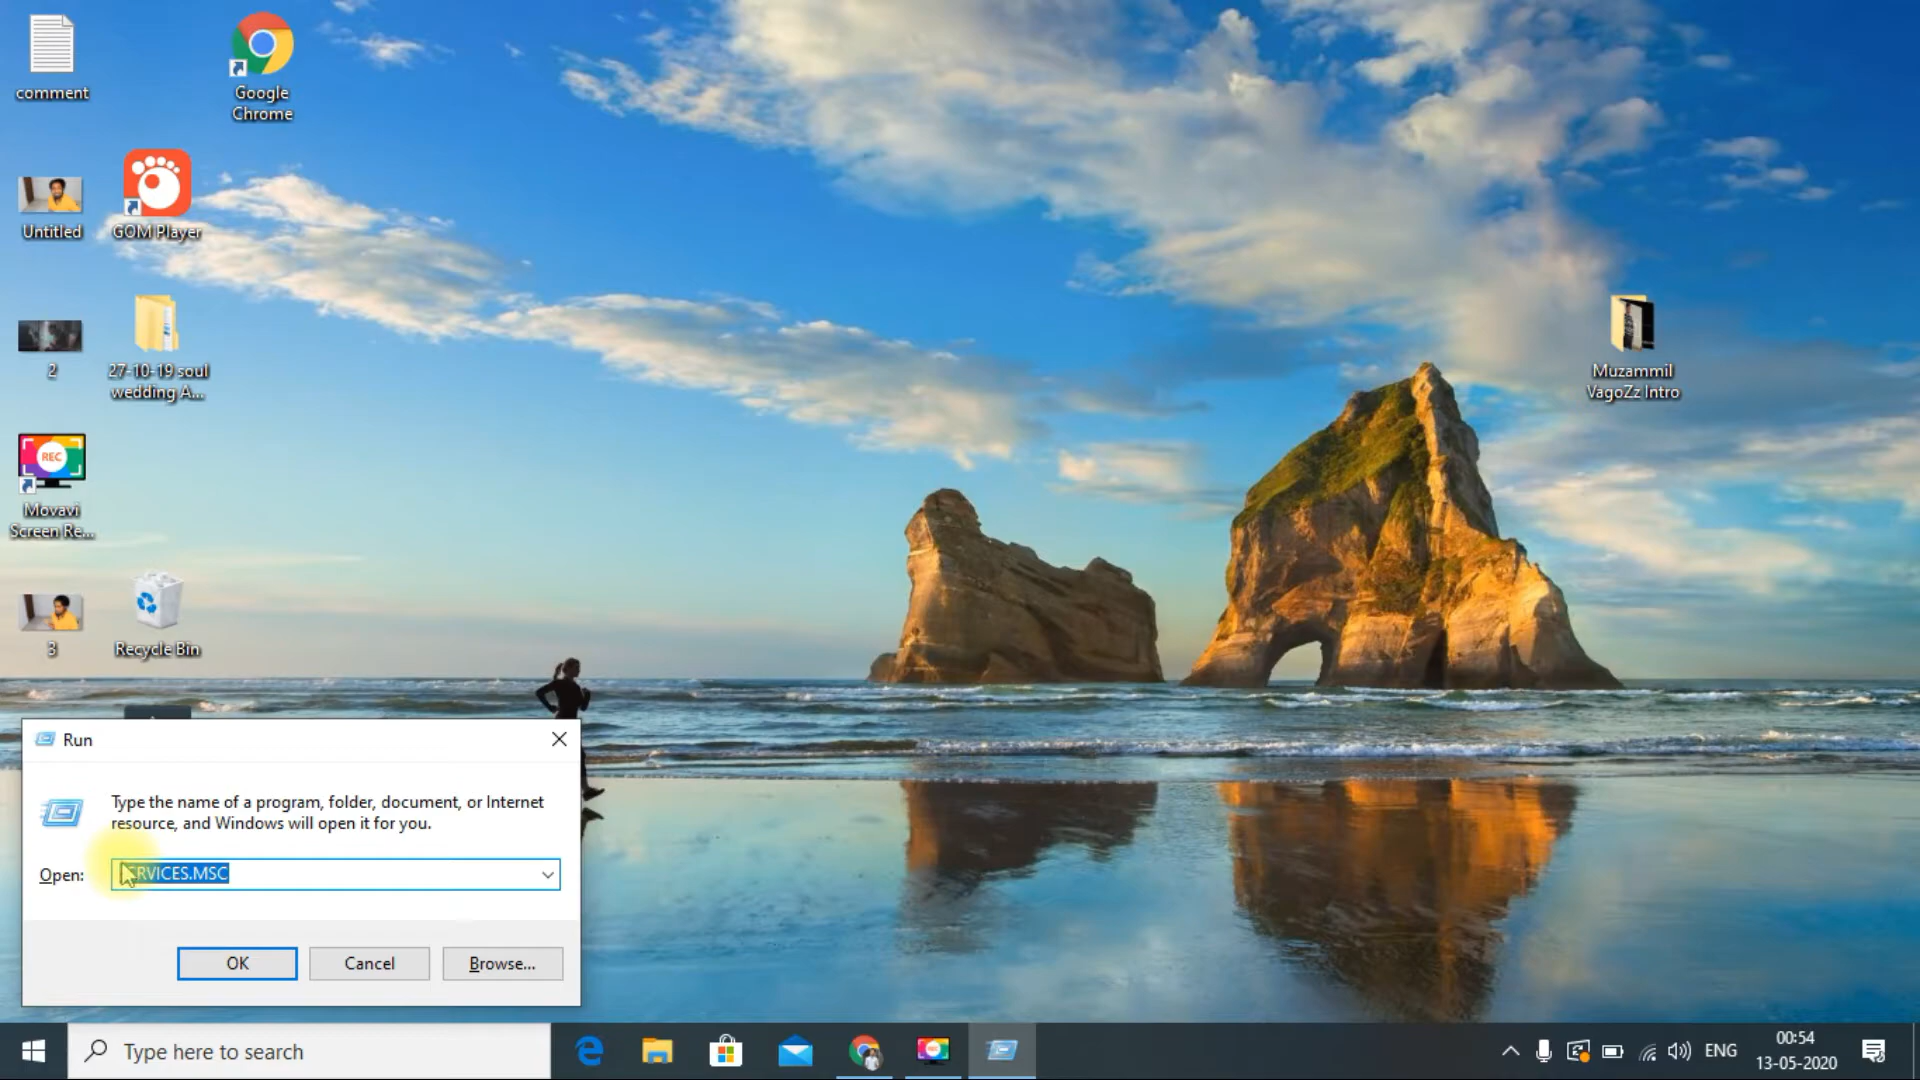 comment
Google
Chrome
Untitled
GOM Player
2
27-10-19 soul
wedding A...
Muzammil
VagoZz Intro
REC
Movavi
Screen Re...
3
Recycle Bin
Run
Type the name of a program, folder, document, or Internet
resource, and Windows will open it for you.
Open:
SERVICES.MSC
OK
Cancel
Browse...
Type here to search
ENG
00:54
13-05-2020